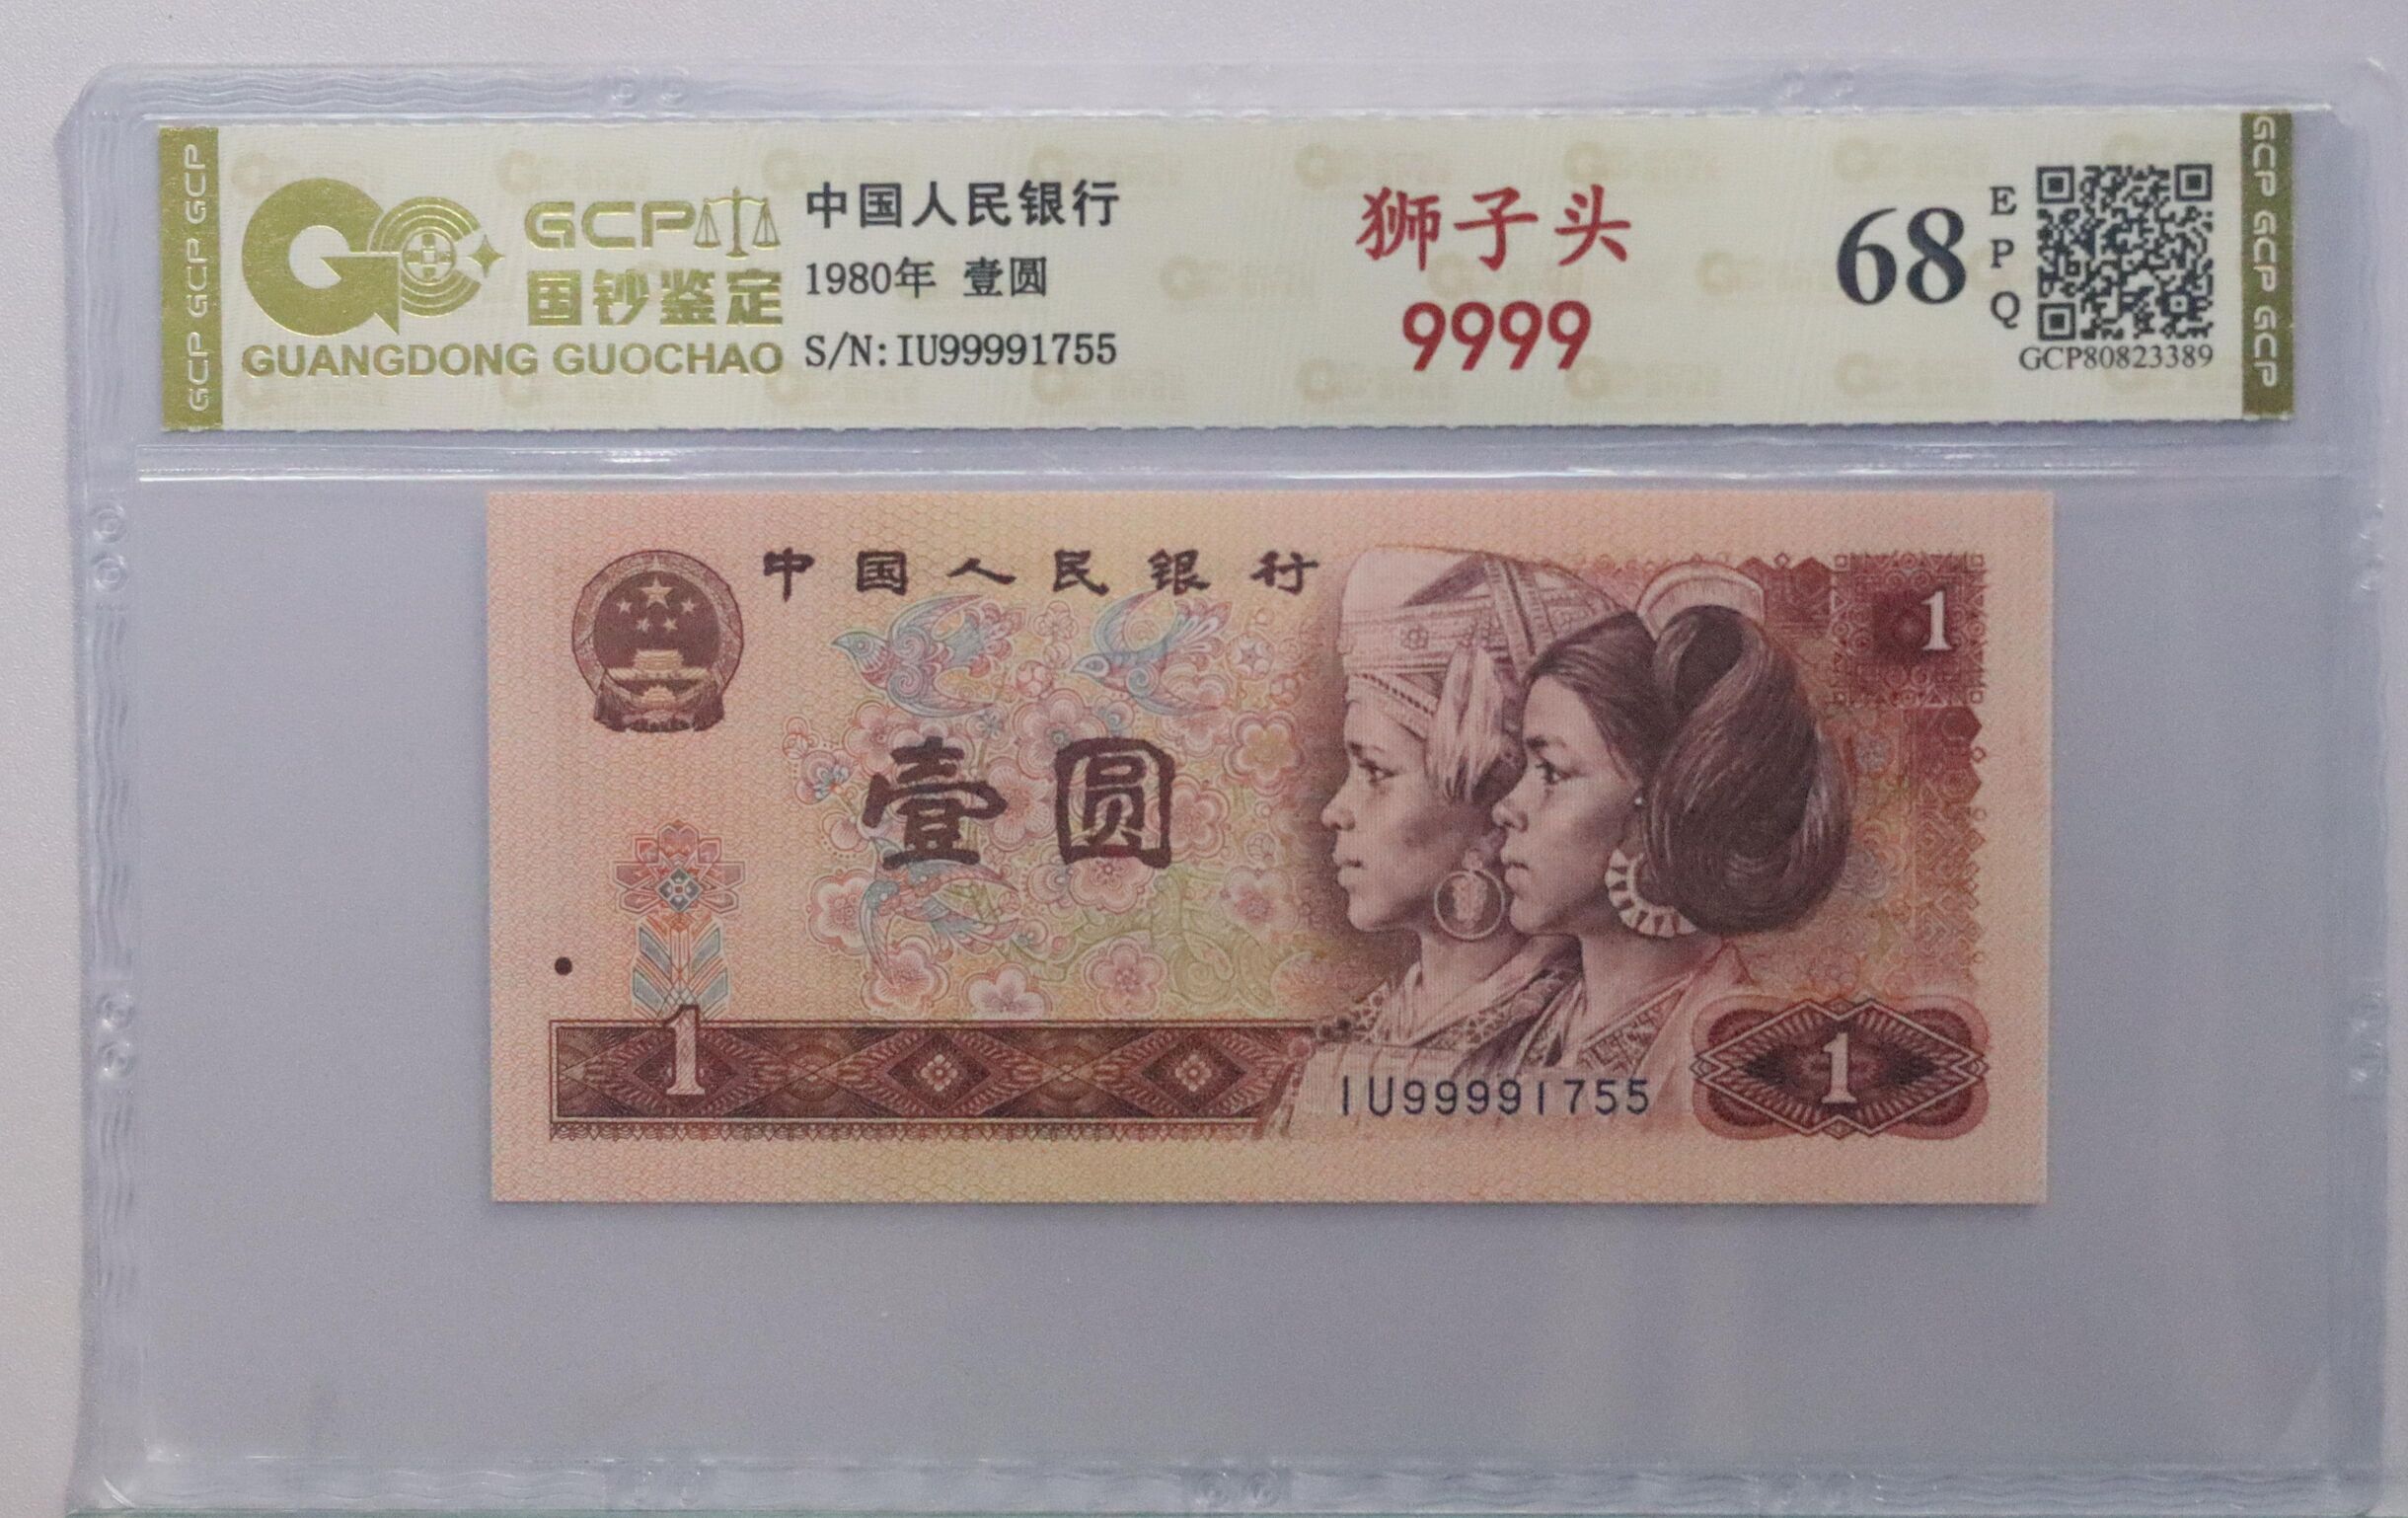 GCP GCP GCP
GCP
国钞鉴定
GUANGDONG GUOCHAO
中国人民银行
1980年 壹圆
S/N:IU99991755
狮子头
9999
68
EPQ
GCP80823389
GCP GCP GCP
中国人民银行
1
壹圆
1
IU99991755
1